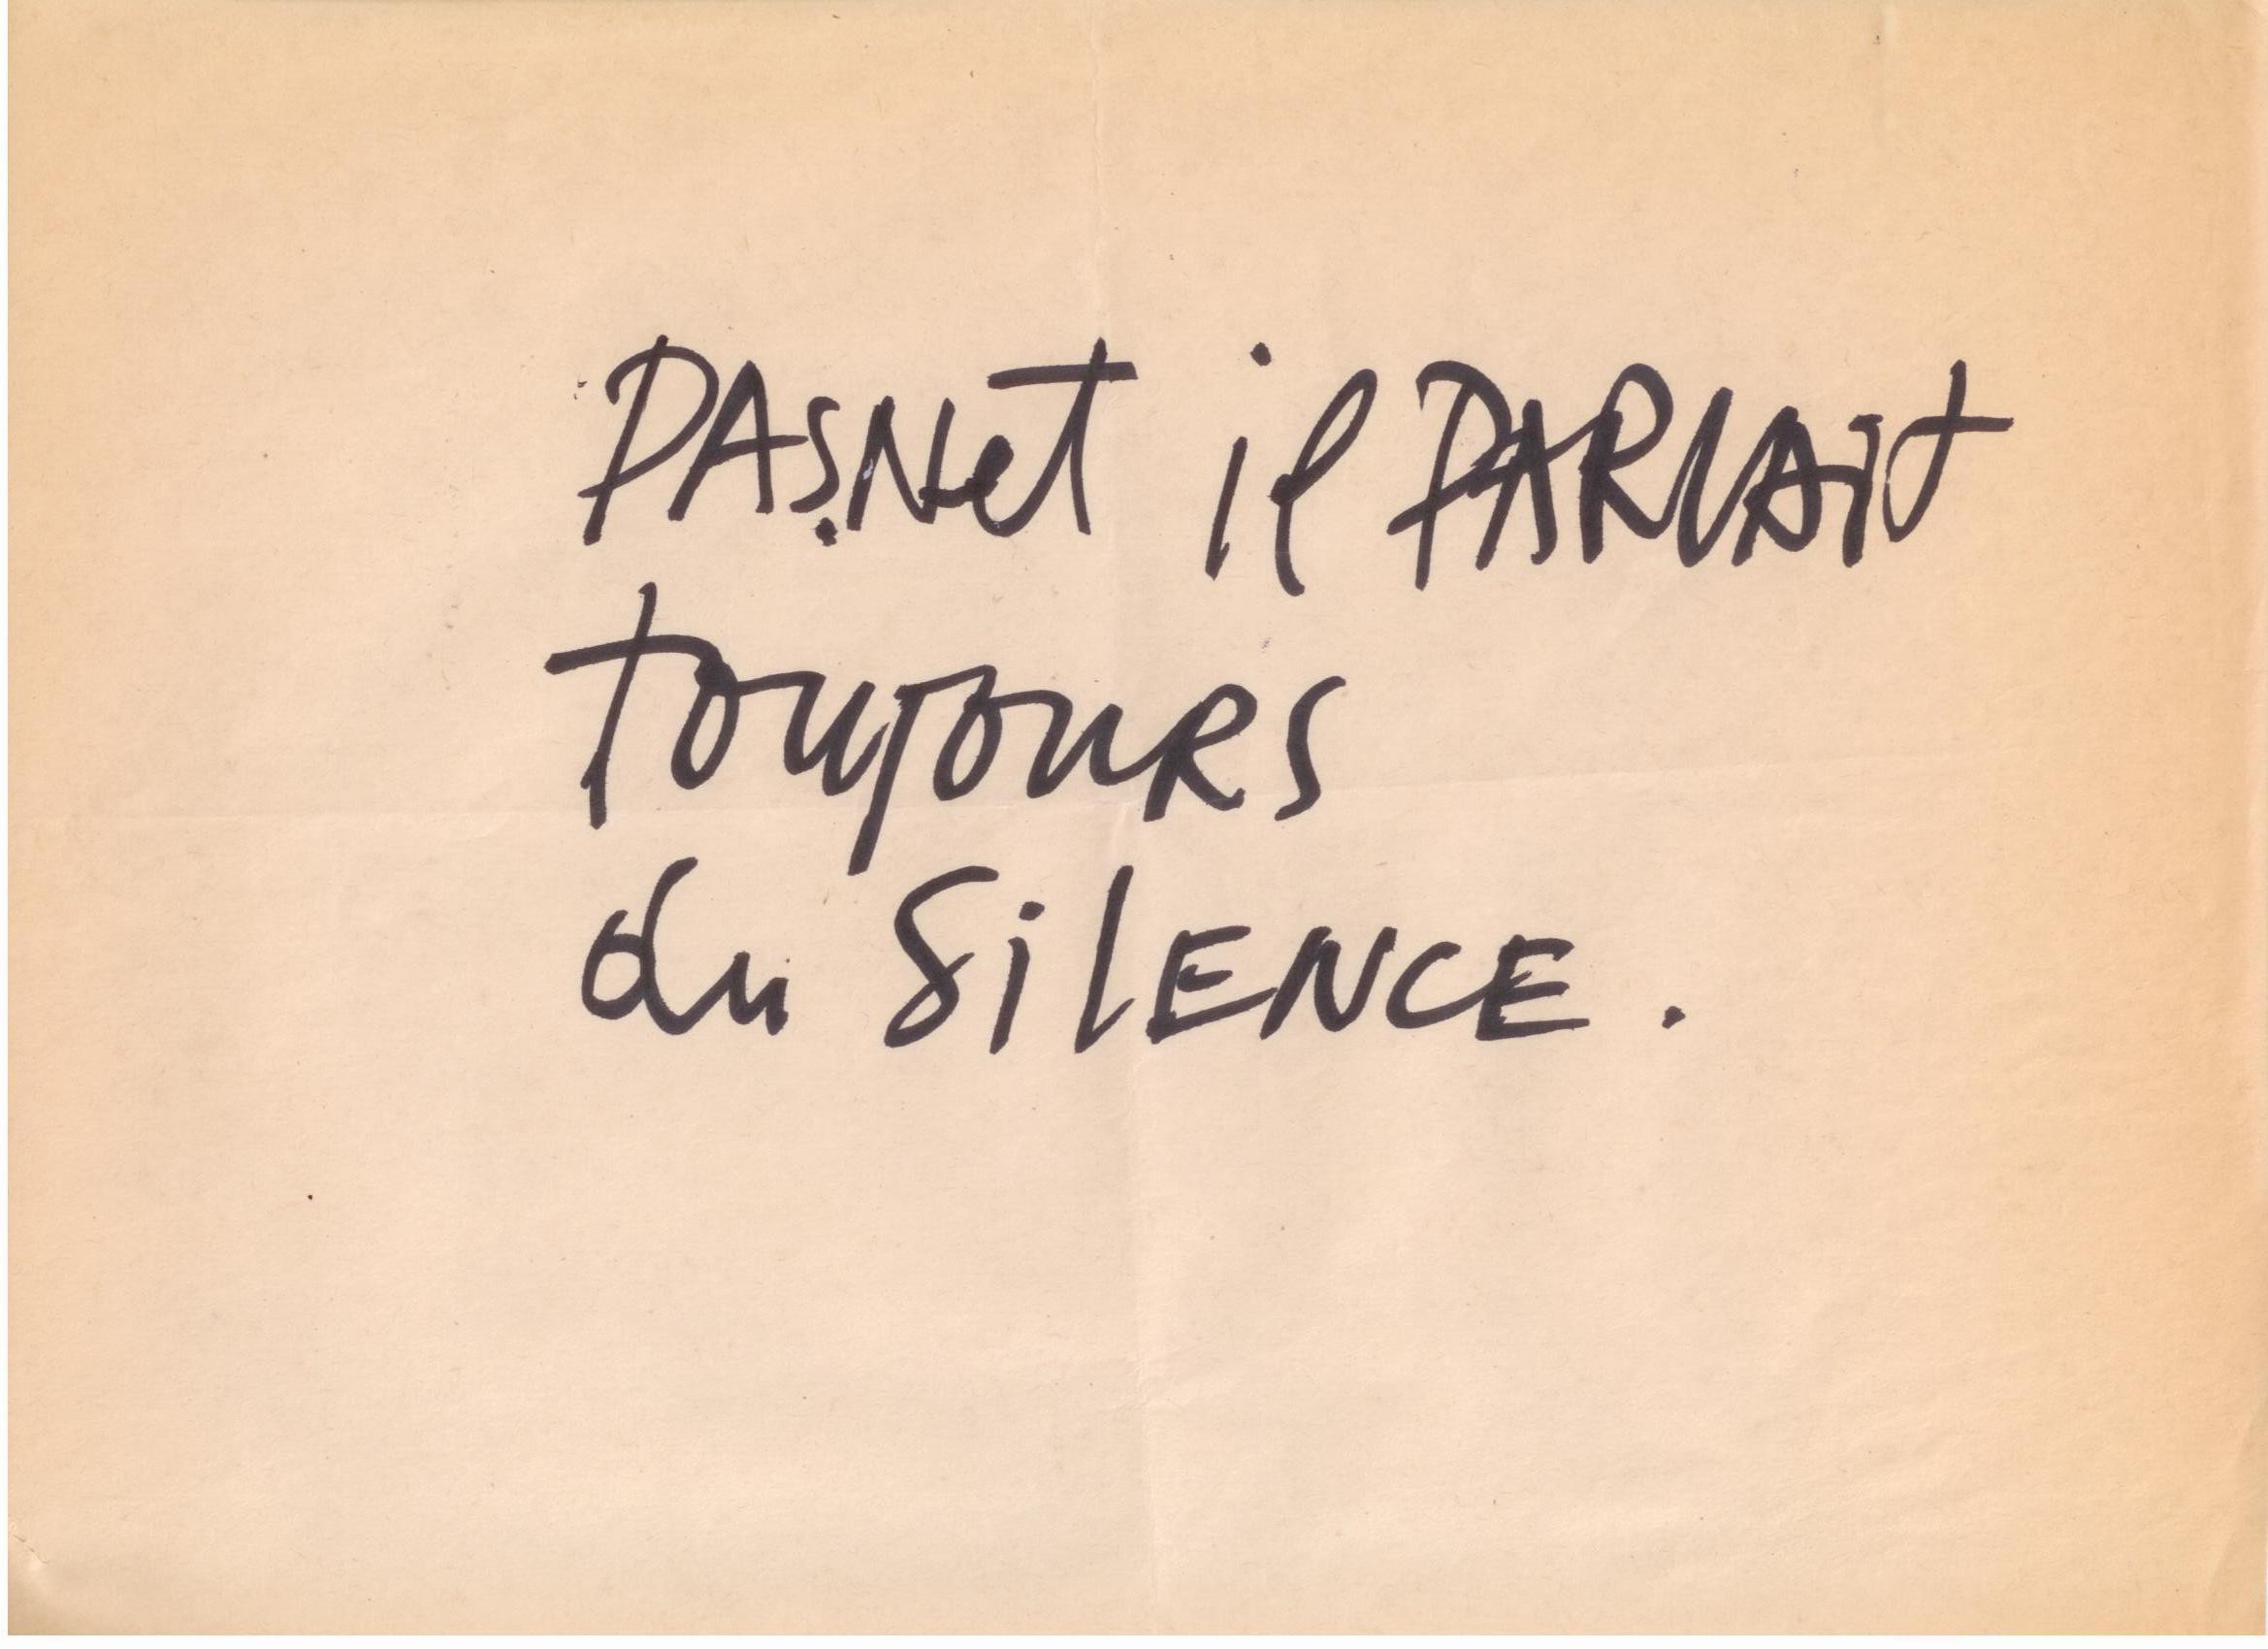 PASNet il PARLAit
toujouRS
du SilENCE.